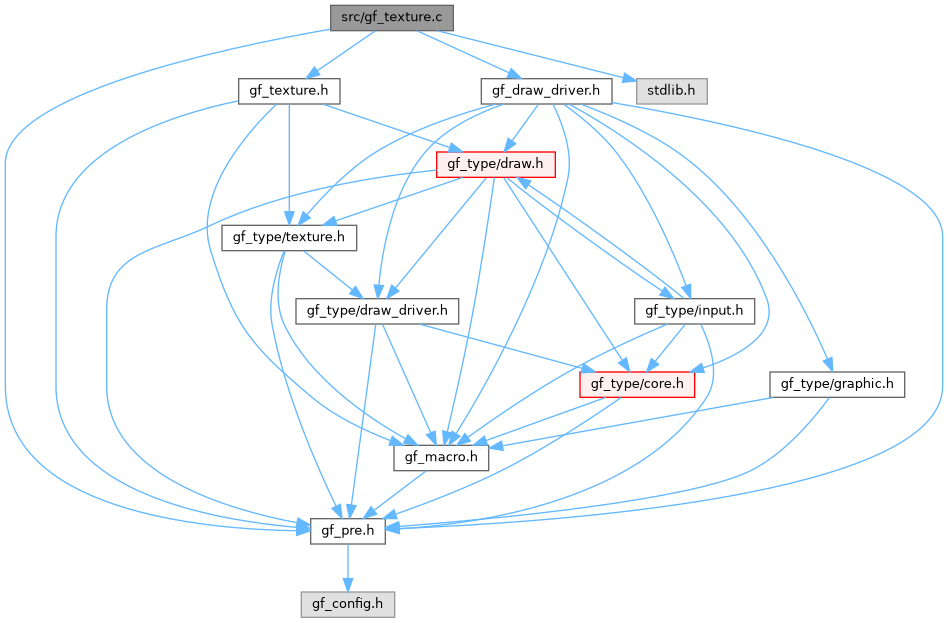 src/gf_texture.c
gf_texture.h
gf_draw_driver.h
stdlib.h
gf_type/draw.h
gf_type/texture.h
gf_type/draw_driver.h
gf_type/input.h
gf_type/core.h
gf_type/graphic.h
gf_macro.h
gf_pre.h
gf_config.h